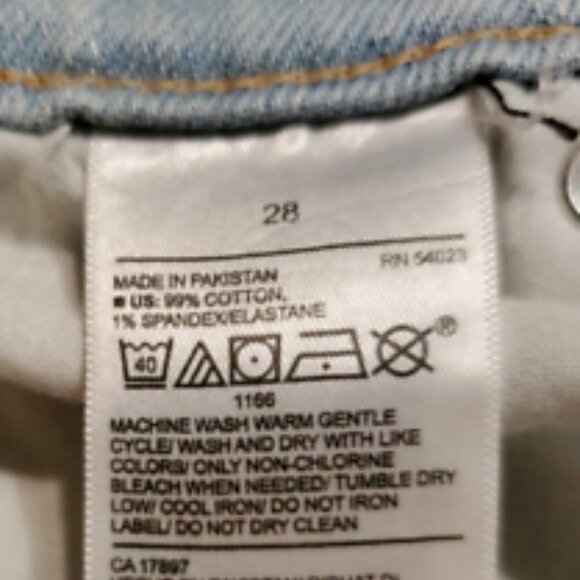 28
RN 54023
MADE IN PAKISTAN
■ US: 99% COTTON,
1% SPANDEX/ELASTANE
40
®
1166
MACHINE WASH WARM GENTLE
CYCLE/ WASH AND DRY WITH LIKE
COLORS/ ONLY NON-CHLORINE
BLEACH WHEN NEEDED/ TUMBLE DRY
LOW/ COOL IRON/ DO NOT IRON
LABEL/ DO NOT DRY CLEAN
CA 17897